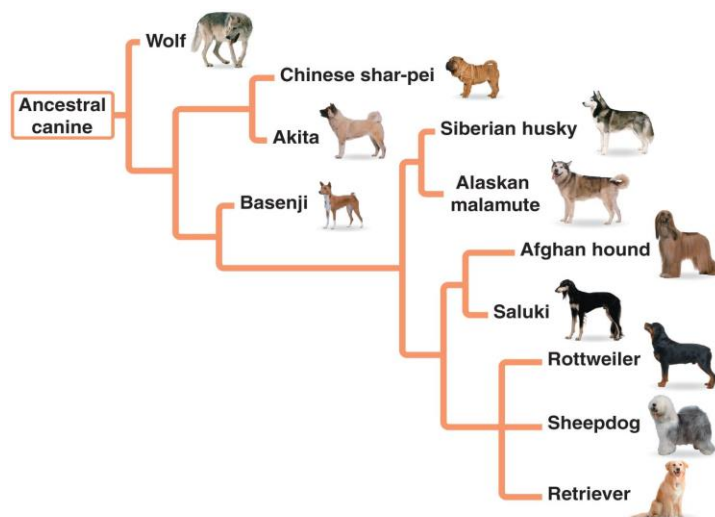 Wolf
Ancestral
canine
Chinese shar-pei
Akita
Basenji
Siberian husky
Alaskan
malamute
Afghan hound
Saluki
Rottweiler
Sheepdog
Retriever